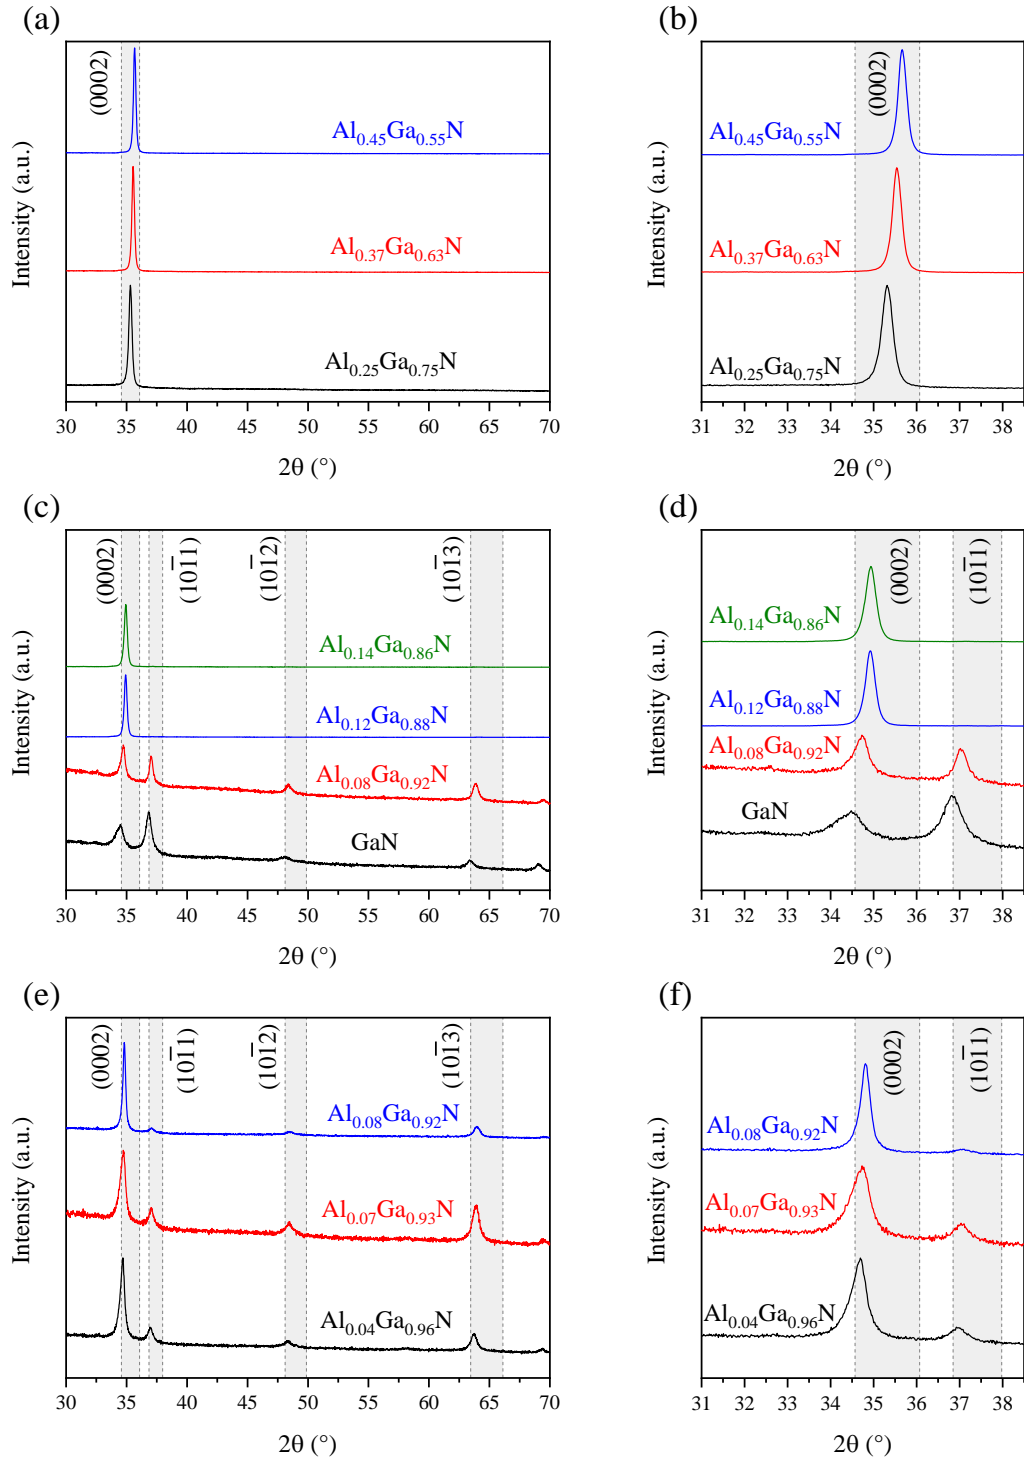 (a)
(0002)
Al0.45Ga0.55N
Al0.37Ga0.63N
Al0.25Ga0.75N
Intensity (a.u.)
30 35 40 45 50 55 60 65 70
2θ (°)
(b)
(0002)
Al0.45Ga0.55N
Al0.37Ga0.63N
Al0.25Ga0.75N
Intensity (a.u.)
31 32 33 34 35 36 37 38
2θ (°)
(c)
(0002)
(101̅1)
(101̅2)
(101̅3)
Al0.14Ga0.86N
Al0.12Ga0.88N
Al0.08Ga0.92N
GaN
Intensity (a.u.)
30 35 40 45 50 55 60 65 70
2θ (°)
(d)
(0002)
(101̅1)
Al0.14Ga0.86N
Al0.12Ga0.88N
Al0.08Ga0.92N
GaN
Intensity (a.u.)
31 32 33 34 35 36 37 38
2θ (°)
(e)
(0002)
(101̅1)
(101̅2)
(101̅3)
Al0.08Ga0.92N
Al0.07Ga0.93N
Al0.04Ga0.96N
Intensity (a.u.)
30 35 40 45 50 55 60 65 70
2θ (°)
(f)
(0002)
(101̅1)
Al0.08Ga0.92N
Al0.07Ga0.93N
Al0.04Ga0.96N
Intensity (a.u.)
31 32 33 34 35 36 37 38
2θ (°)